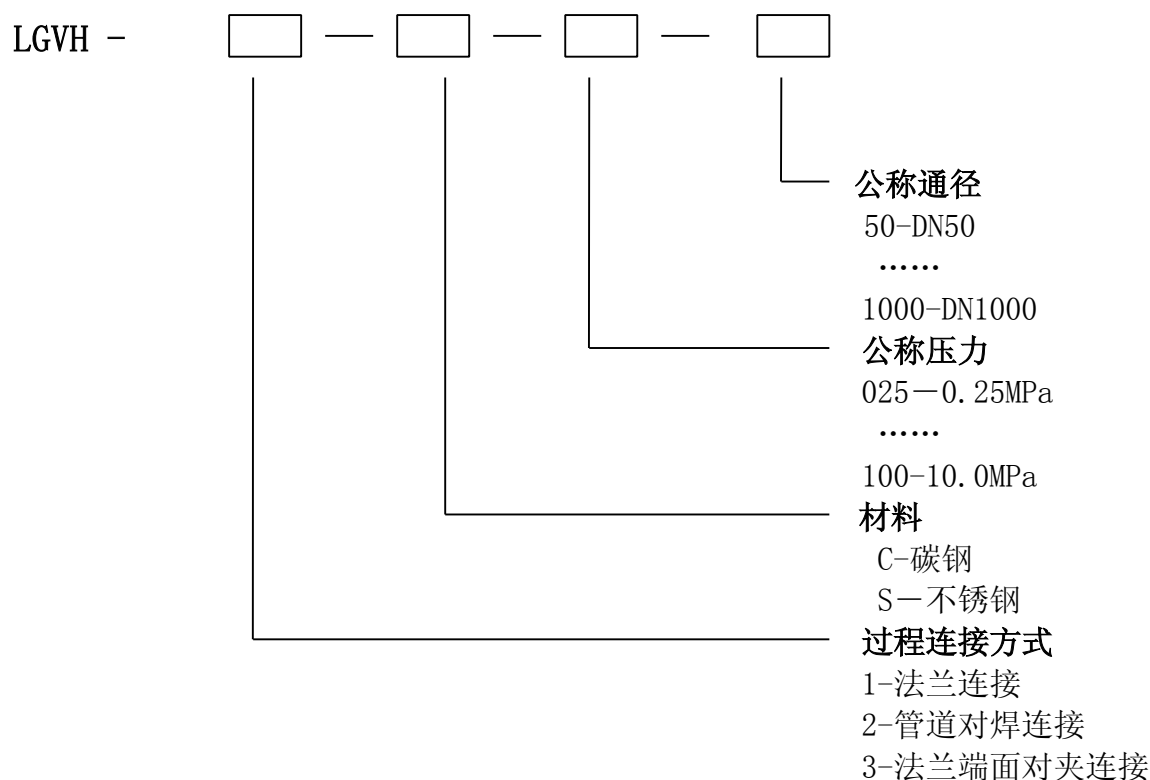 LGVH -
公称通径
50-DN50
……
1000-DN1000
公称压力
025－0.25MPa
……
100-10.0MPa
材料
C-碳钢
S－不锈钢
过程连接方式
1-法兰连接
2-管道对焊连接
3-法兰端面对夹连接